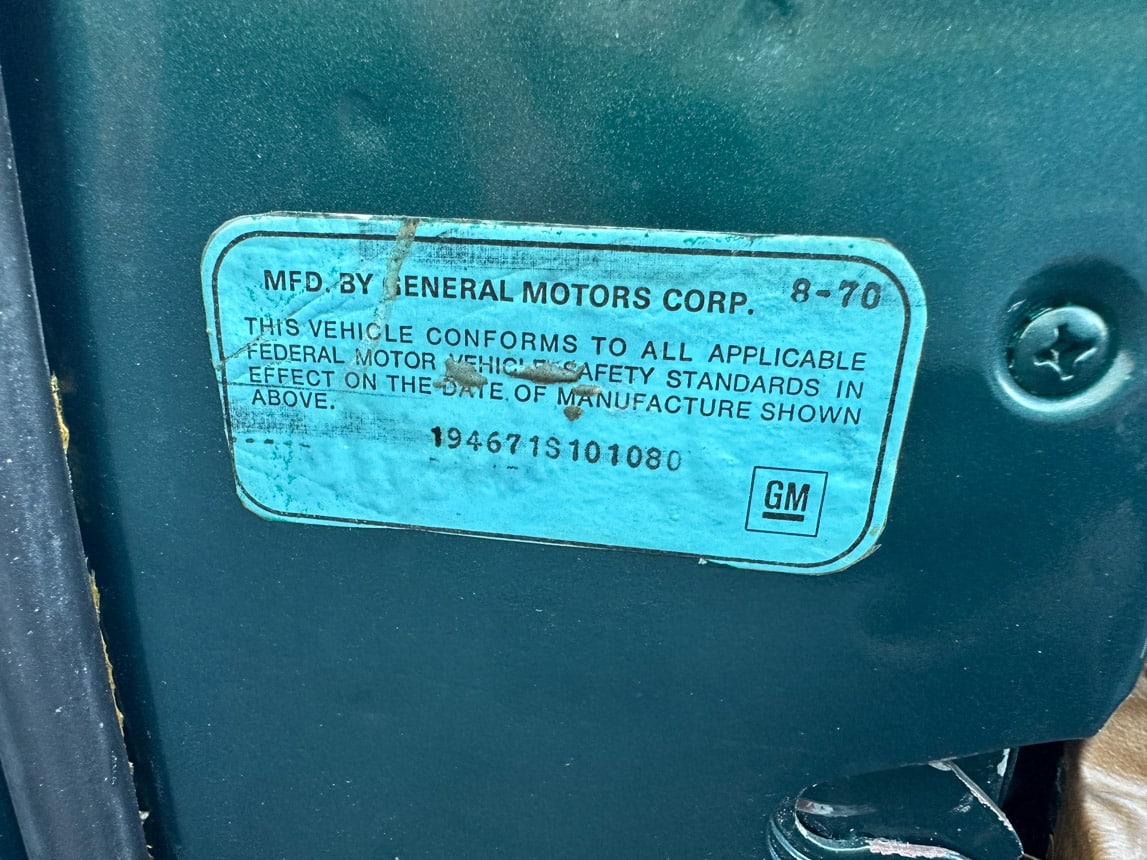 MFD. BY GENERAL MOTORS CORP. 8-70
THIS VEHICLE CONFORMS TO ALL APPLICABLE
FEDERAL MOTOR VEHICLE SAFETY STANDARDS IN
EFFECT ON THE DATE OF MANUFACTURE SHOWN
ABOVE.
194671S101080
GM